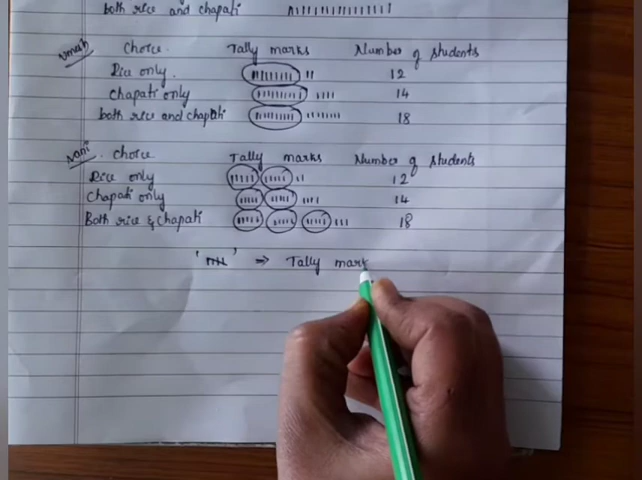 both rice and chapati ||||||||||||||||||
Umah Choice. Tally marks Number of students
Rice only. |||||||||| || 12
Chapati only |||||||||| |||| 14
both rice and chapati |||||||||| |||||||| 18
Vani. Choice Tally marks Number of students
Rice only ||||| ||||| || 12
Chapati only ||||| ||||| |||| 14
Both rice & chapati ||||| ||||| ||||| ||| 18
' ~~||||~~ ' ⇒ Tally mark